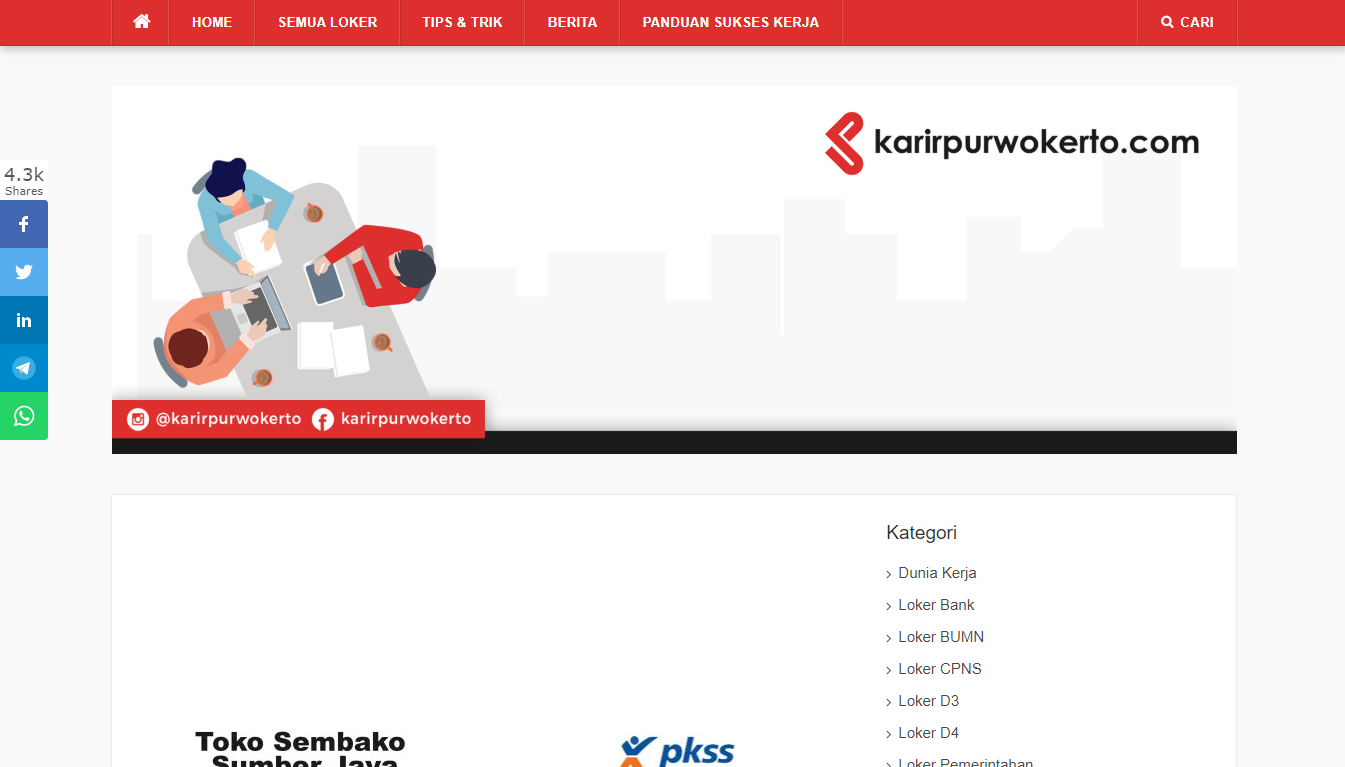 HOME SEMUA LOKER TIPS & TRIK BERITA PANDUAN SUKSES KERJA CARI
karirpurwokerto.com
4.3k
Shares
@karirpurwokerto karirpurwokerto
Kategori
Dunia Kerja
Loker Bank
Loker BUMN
Loker CPNS
Loker D3
Loker D4
Loker Pemerintahan
Toko Sembako
Sumber Jaya
pkss